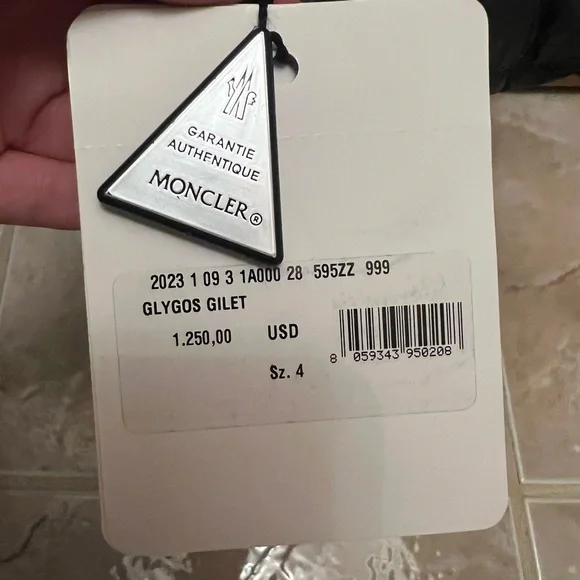 GARANTIE
AUTHENTIQUE
MONCLER®
2023 1 09 3 1A000 28 595ZZ 999
GLYGOS GILET
1.250,00 USD
8 059343 950208
Sz. 4